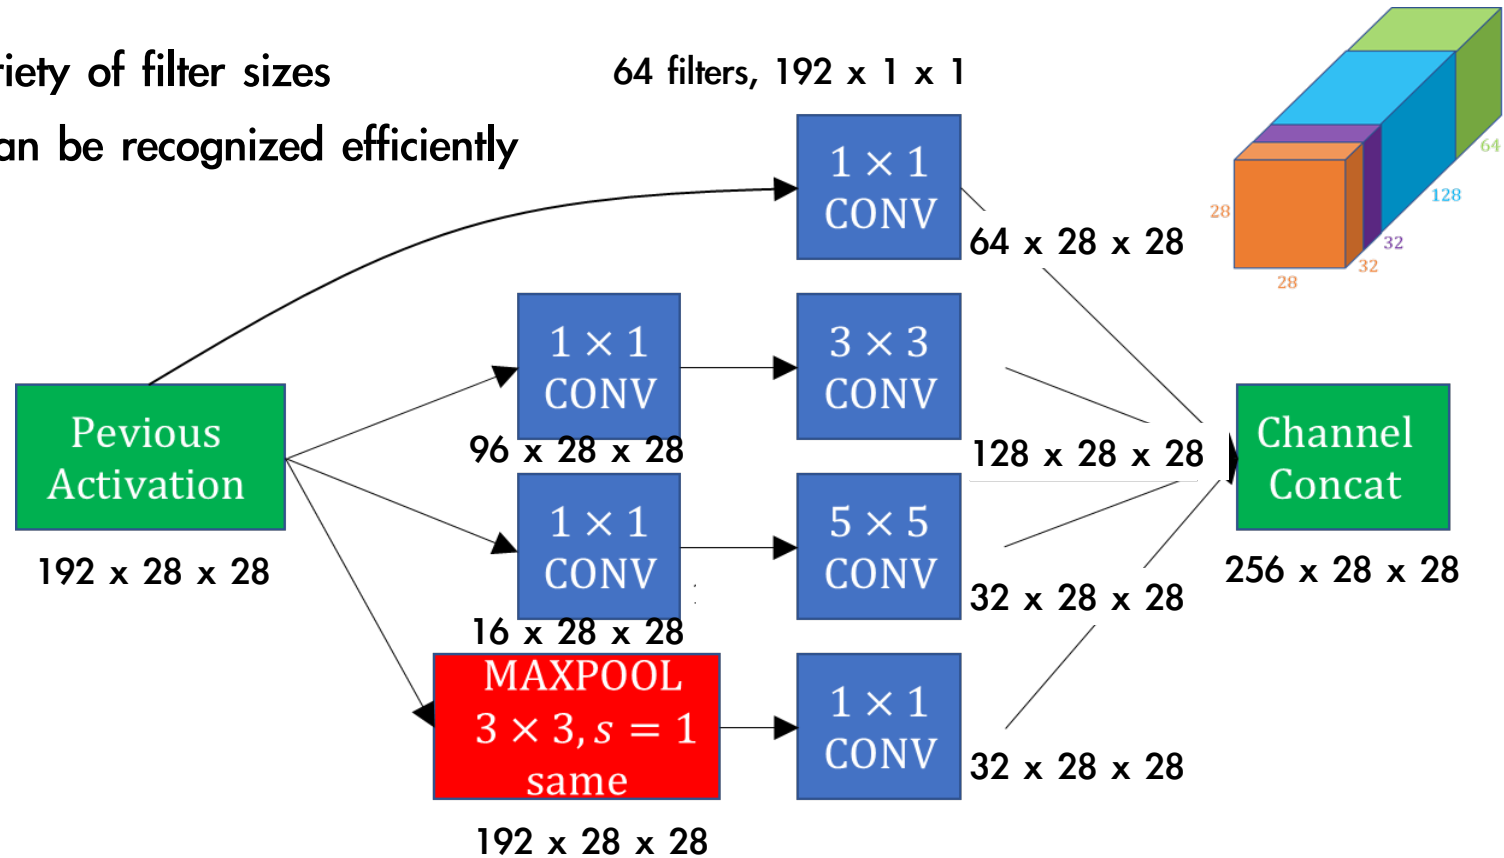 riety of filter sizes
an be recognized efficiently
64 filters, 192 x 1 x 1
1 × 1
CONV
64 x 28 x 28
28
28
32
32
128
64
1 × 1
CONV
96 x 28 x 28
3 × 3
CONV
128 x 28 x 28
Pevious
Activation
192 x 28 x 28
1 × 1
CONV
16 x 28 x 28
5 × 5
CONV
32 x 28 x 28
Channel
Concat
256 x 28 x 28
MAXPOOL
3 × 3, s = 1
same
192 x 28 x 28
1 × 1
CONV
32 x 28 x 28